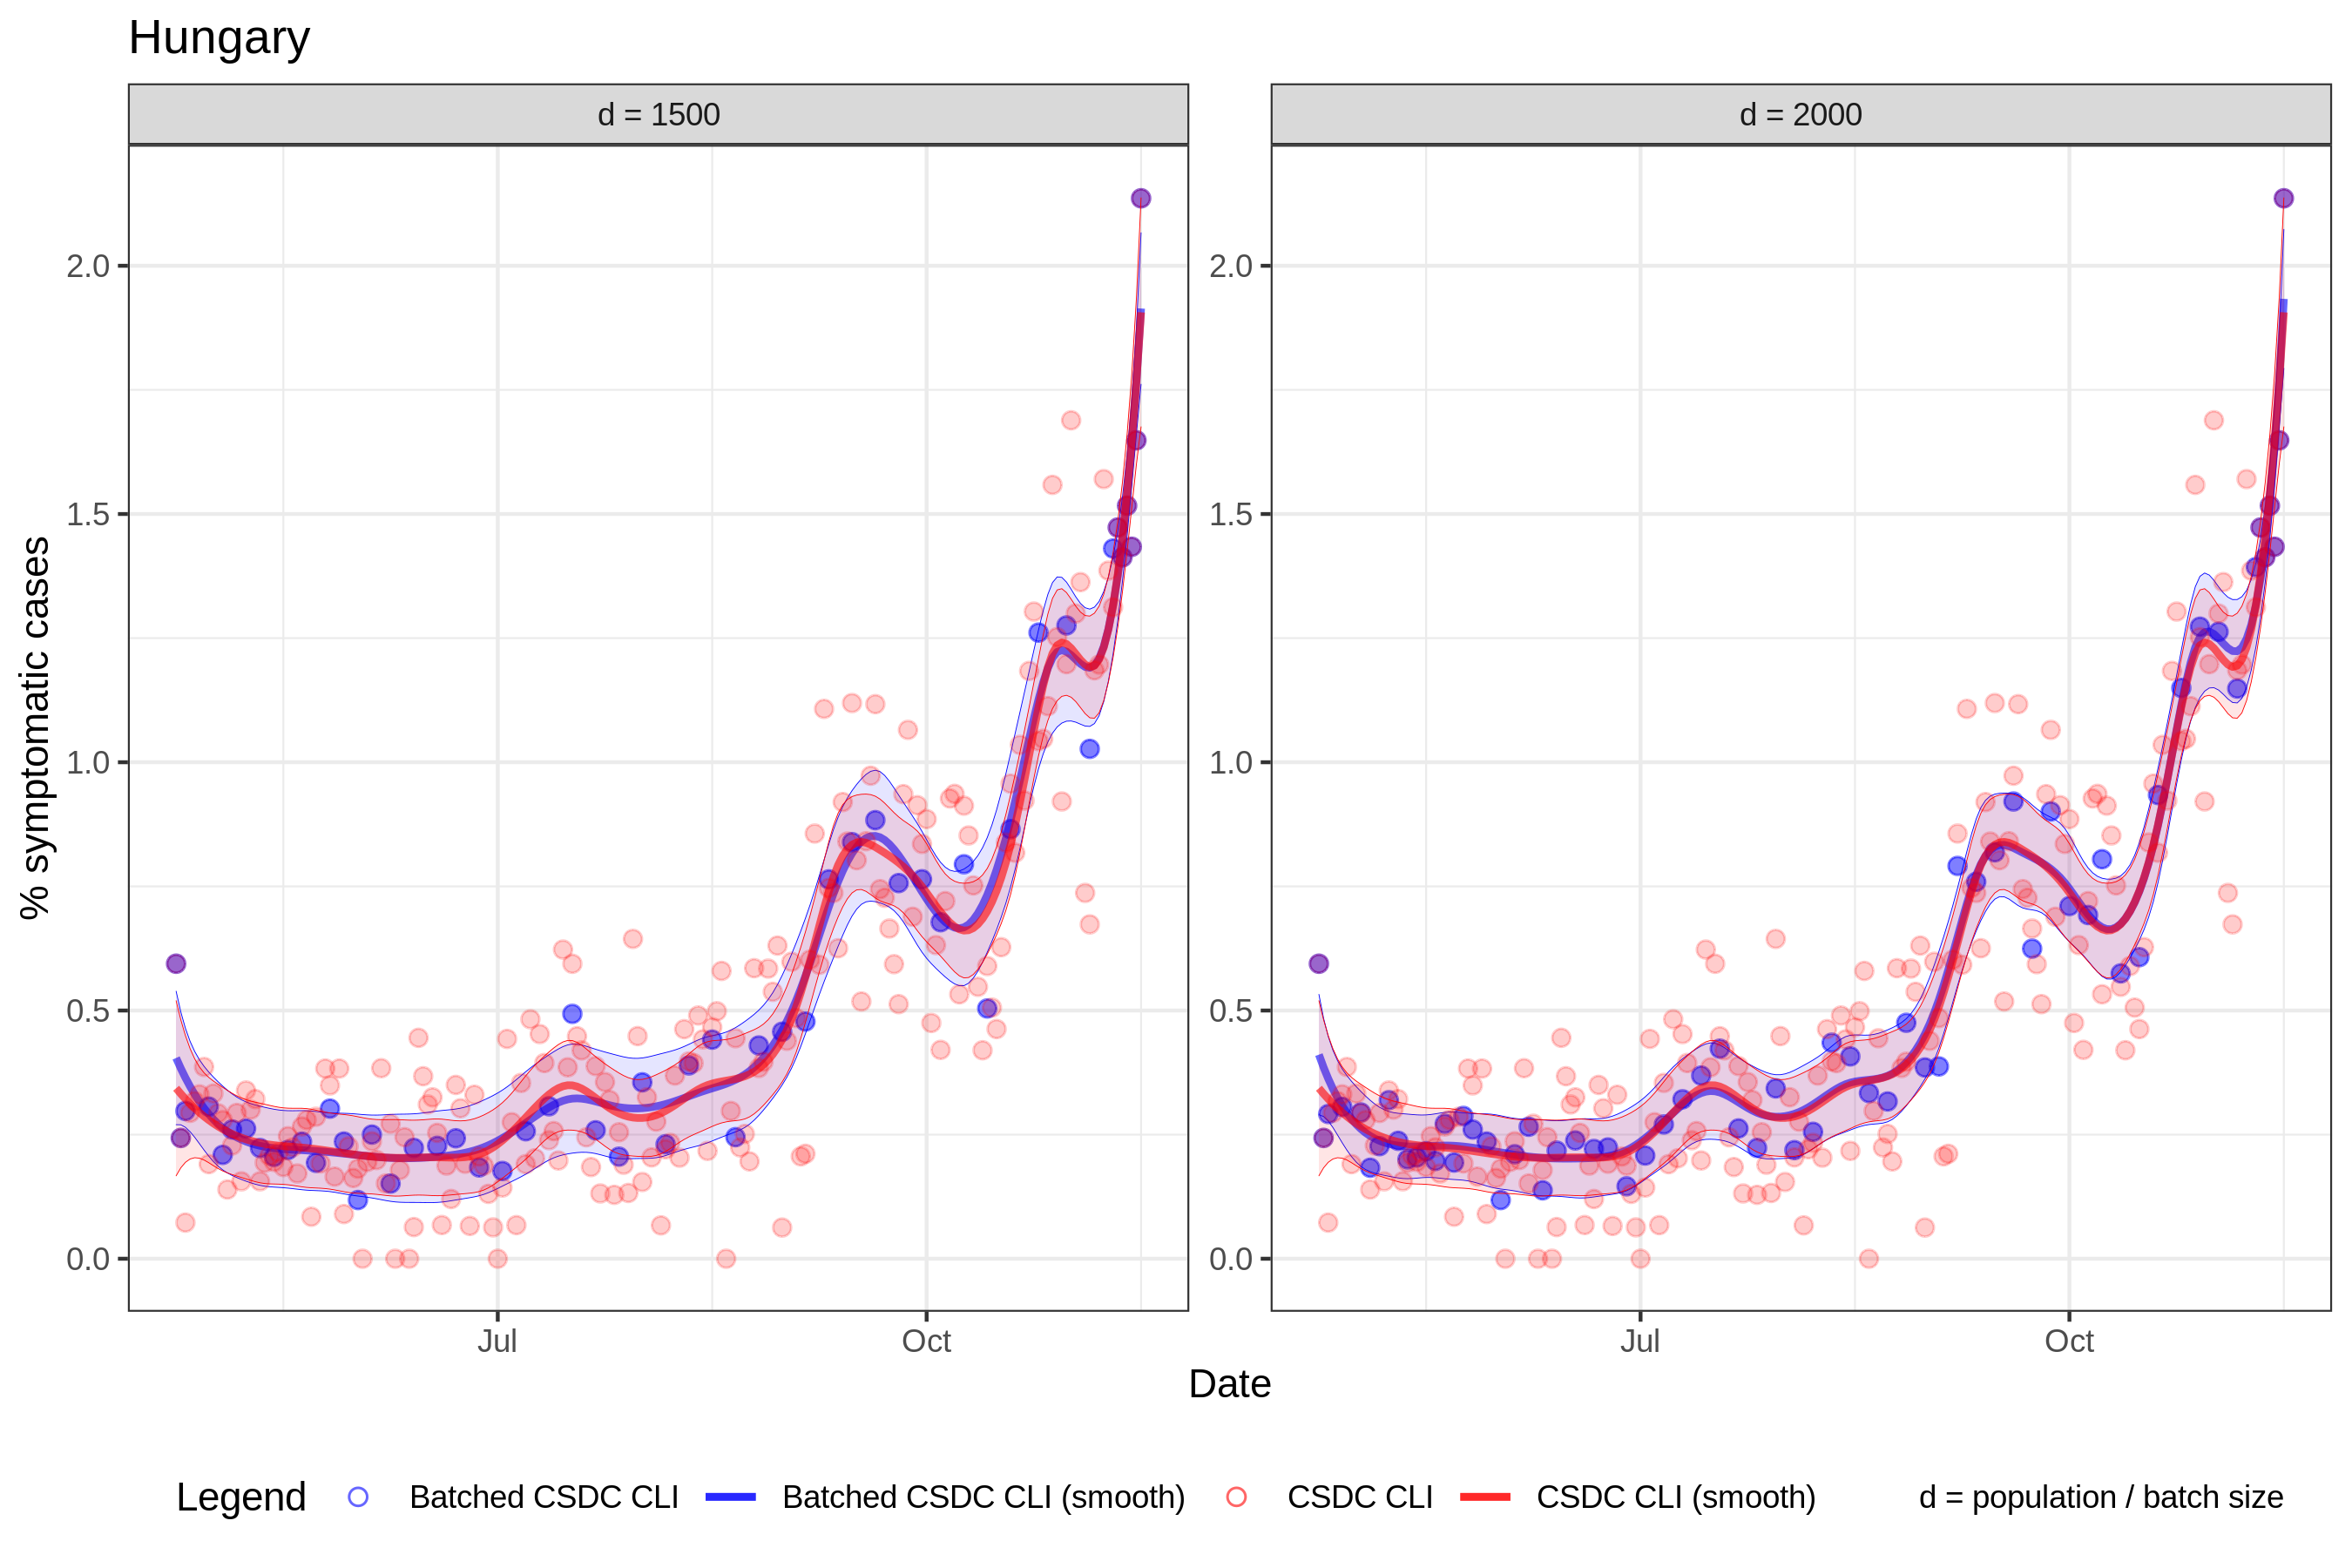 Hungary
d = 1500
d = 2000
% symptomatic cases
2.0
1.5
1.0
0.5
0.0
2.0
1.5
1.0
0.5
0.0
Jul
Oct
Jul
Oct
Date
Legend Batched CSDC CLI Batched CSDC CLI (smooth) CSDC CLI CSDC CLI (smooth) d = population / batch size